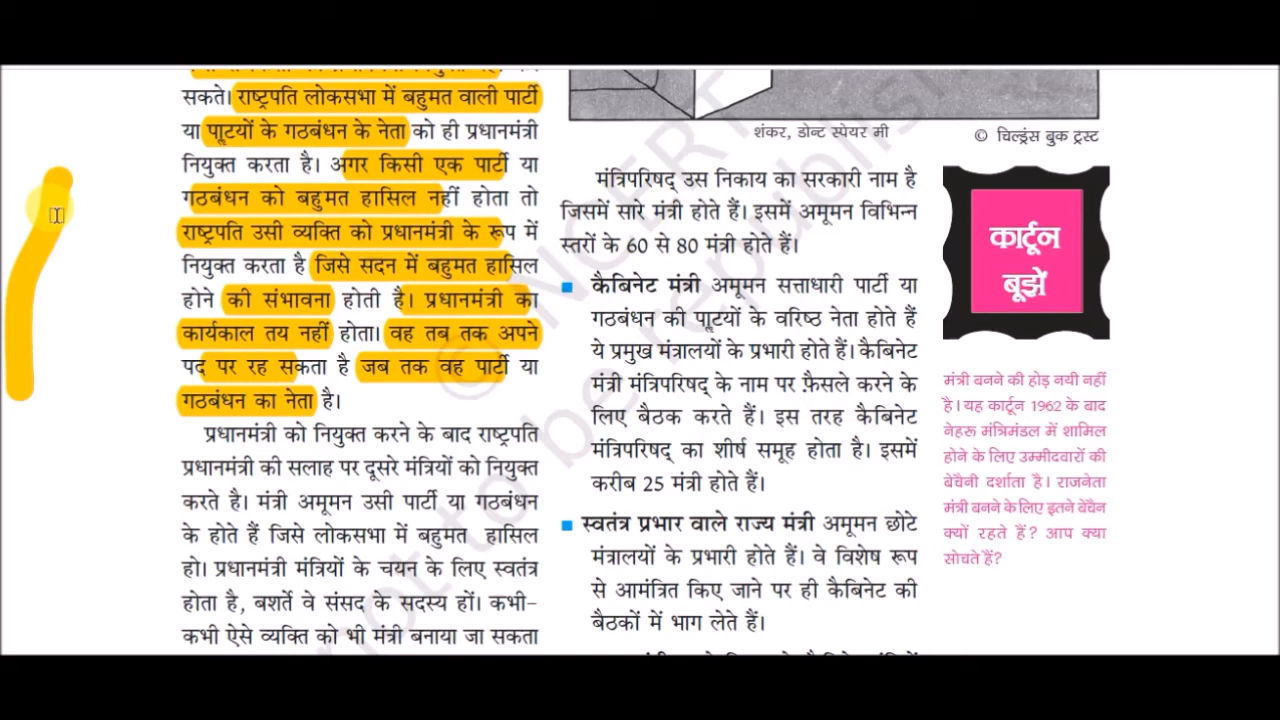 सकते। राष्ट्रपति लोकसभा में बहुमत वाली पार्टी
या पाॢटयों के गठबंधन के नेता को ही प्रधानमंत्री
नियुक्त करता है। अगर किसी एक पार्टी या
गठबंधन को बहुमत हासिल नहीं होता तो
राष्ट्रपति उसी व्यक्ति को प्रधानमंत्री के रूप में
नियुक्त करता है जिसे सदन में बहुमत हासिल
होने की संभावना होती है। प्रधानमंत्री का
कार्यकाल तय नहीं होता। वह तब तक अपने
पद पर रह सकता है जब तक वह पार्टी या
गठबंधन का नेता है।
प्रधानमंत्री को नियुक्त करने के बाद राष्ट्रपति
प्रधानमंत्री की सलाह पर दूसरे मंत्रियों को नियुक्त
करते है। मंत्री अमूमन उसी पार्टी या गठबंधन
के होते हैं जिसे लोकसभा में बहुमत हासिल
हो। प्रधानमंत्री मंत्रियों के चयन के लिए स्वतंत्र
होता है, बशर्ते वे संसद के सदस्य हों। कभी-
कभी ऐसे व्यक्ति को भी मंत्री बनाया जा सकता
शंकर, डोन्ट स्पेयर मी
© चिल्ड्रंस बुक ट्रस्ट
मंत्रिपरिषद् उस निकाय का सरकारी नाम है
जिसमें सारे मंत्री होते हैं। इसमें अमूमन विभिन्न
स्तरों के 60 से 80 मंत्री होते हैं।
■ कैबिनेट मंत्री अमूमन सत्ताधारी पार्टी या
गठबंधन की पाॢटयों के वरिष्ठ नेता होते हैं
ये प्रमुख मंत्रालयों के प्रभारी होते हैं। कैबिनेट
मंत्री मंत्रिपरिषद् के नाम पर फ़ैसले करने के
लिए बैठक करते हैं। इस तरह कैबिनेट
मंत्रिपरिषद् का शीर्ष समूह होता है। इसमें
करीब 25 मंत्री होते हैं।
■ स्वतंत्र प्रभार वाले राज्य मंत्री अमूमन छोटे
मंत्रालयों के प्रभारी होते हैं। वे विशेष रूप
से आमंत्रित किए जाने पर ही कैबिनेट की
बैठकों में भाग लेते हैं।
कार्टून
बूझें
मंत्री बनने की होड़ नयी नहीं
है। यह कार्टून 1962 के बाद
नेहरू मंत्रिमंडल में शामिल
होने के लिए उम्मीदवारों की
बेचैनी दर्शाता है। राजनेता
मंत्री बनने के लिए इतने बेचैन
क्यों रहते हैं? आप क्या
सोचते हैं?
© NCERT
not to be republished